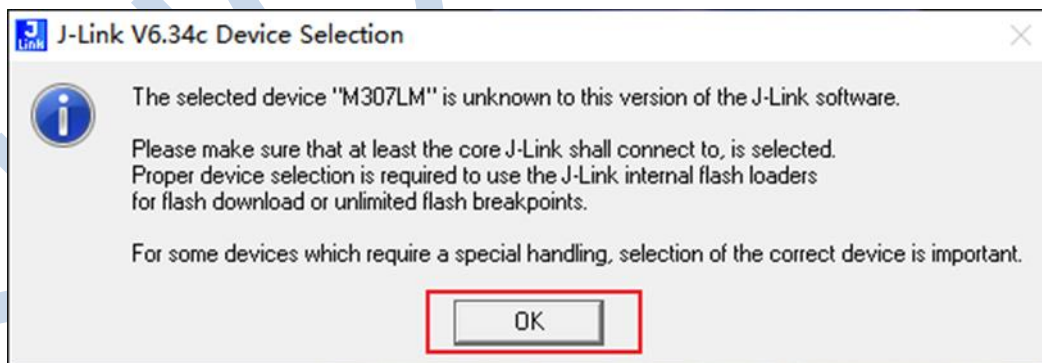 J-Link V6.34c Device Selection
The selected device "M307LM" is unknown to this version of the J-Link software.
Please make sure that at least the core J-Link shall connect to, is selected.
Proper device selection is required to use the J-Link internal flash loaders
for flash download or unlimited flash breakpoints.
For some devices which require a special handling, selection of the correct device is important.
OK